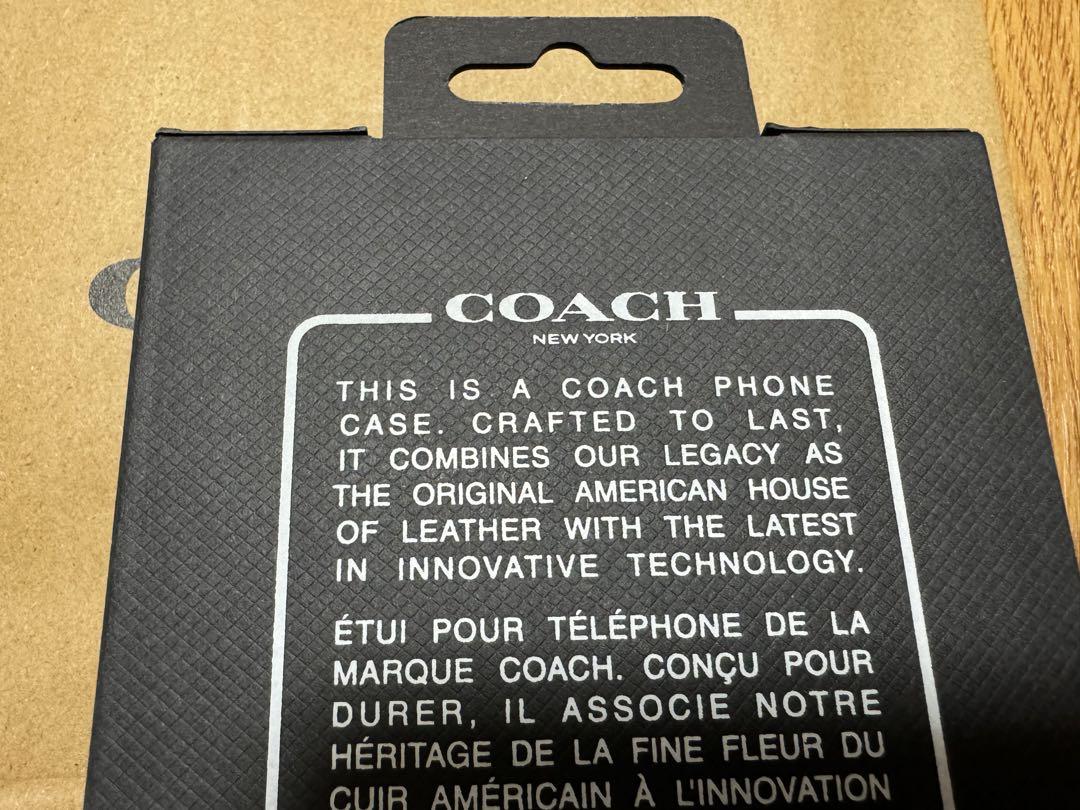 COACH
NEW YORK
THIS IS A COACH PHONE
CASE. CRAFTED TO LAST,
IT COMBINES OUR LEGACY AS
THE ORIGINAL AMERICAN HOUSE
OF LEATHER WITH THE LATEST
IN INNOVATIVE TECHNOLOGY.
ÉTUI POUR TÉLÉPHONE DE LA
MARQUE COACH. CONÇU POUR
DURER, IL ASSOCIE NOTRE
HÉRITAGE DE LA FINE FLEUR DU
CUIR AMÉRICAIN À L'INNOVATION